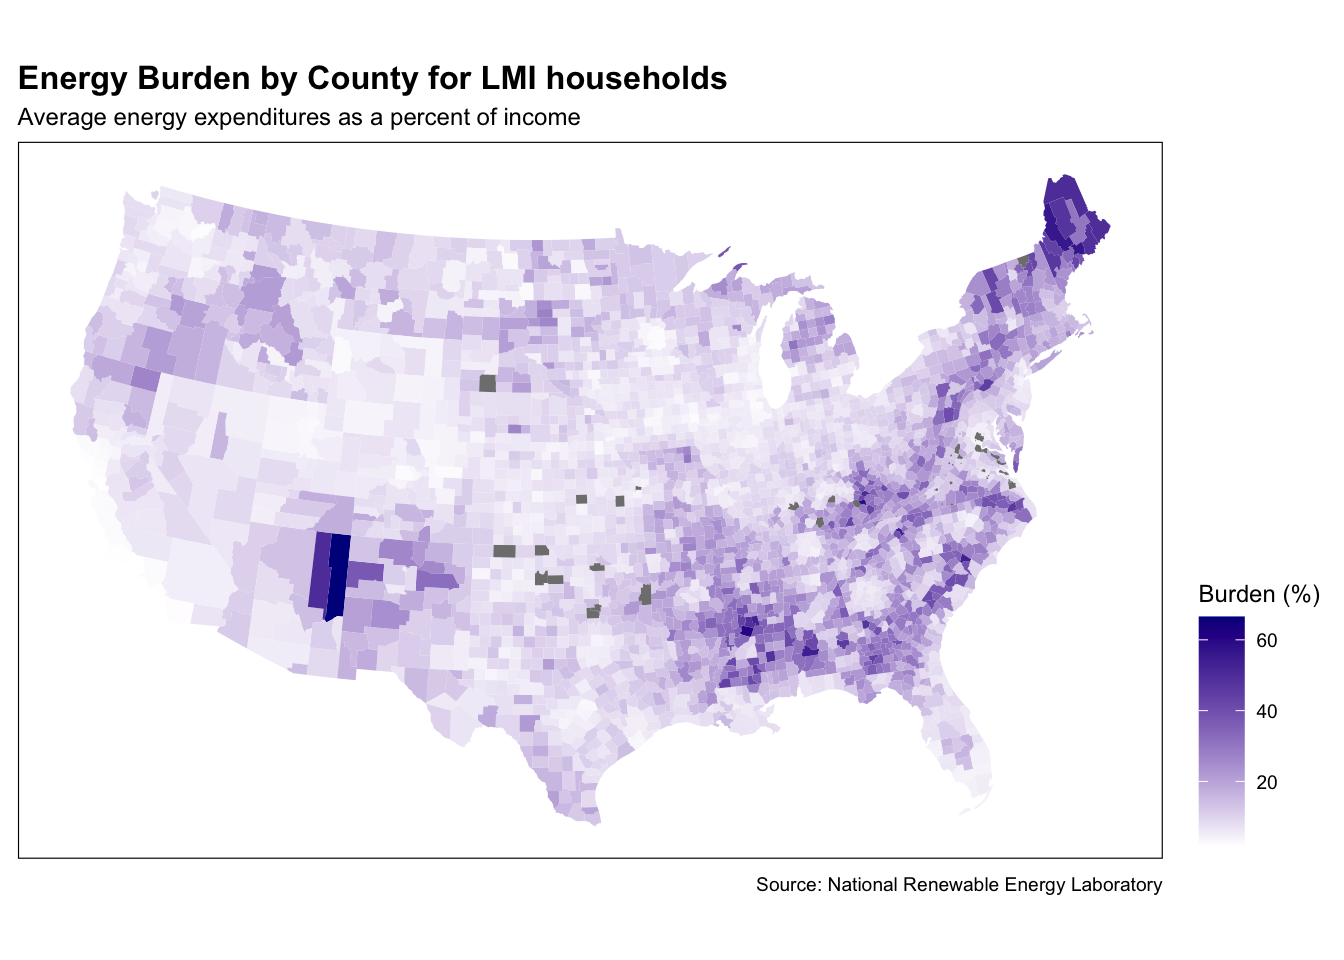 Energy Burden by County for LMI households
Average energy expenditures as a percent of income
Burden (%)
60
40
20
Source: National Renewable Energy Laboratory